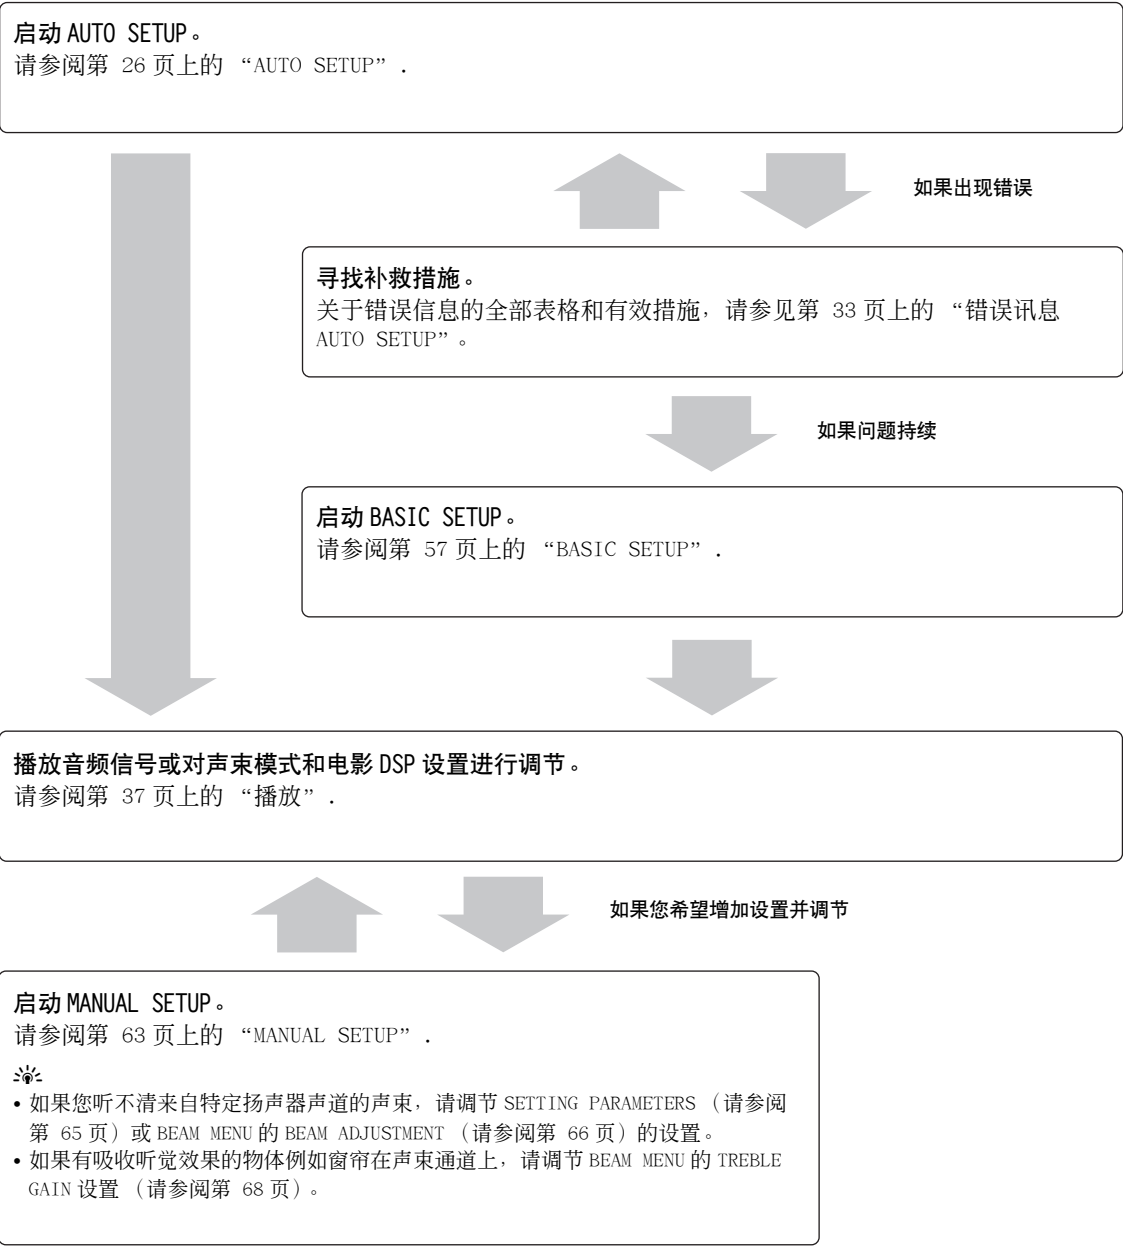 启动 AUTO SETUP。
请参阅第 26 页上的 “AUTO SETUP”.
如果出现错误
寻找补救措施。
关于错误信息的全部表格和有效措施，请参见第 33 页上的 “错误讯息
AUTO SETUP”。
如果问题持续
启动 BASIC SETUP。
请参阅第 57 页上的 “BASIC SETUP”.
播放音频信号或对声束模式和电影 DSP 设置进行调节。
请参阅第 37 页上的 “播放”.
如果您希望增加设置并调节
启动 MANUAL SETUP。
请参阅第 63 页上的 “MANUAL SETUP”.
• 如果您听不清来自特定扬声器声道的声束，请调节 SETTING PARAMETERS （请参阅
第 65 页）或 BEAM MENU 的 BEAM ADJUSTMENT （请参阅第 66 页）的设置。
• 如果有吸收听觉效果的物体例如窗帘在声束通道上，请调节 BEAM MENU 的 TREBLE
GAIN 设置 （请参阅第 68 页）。